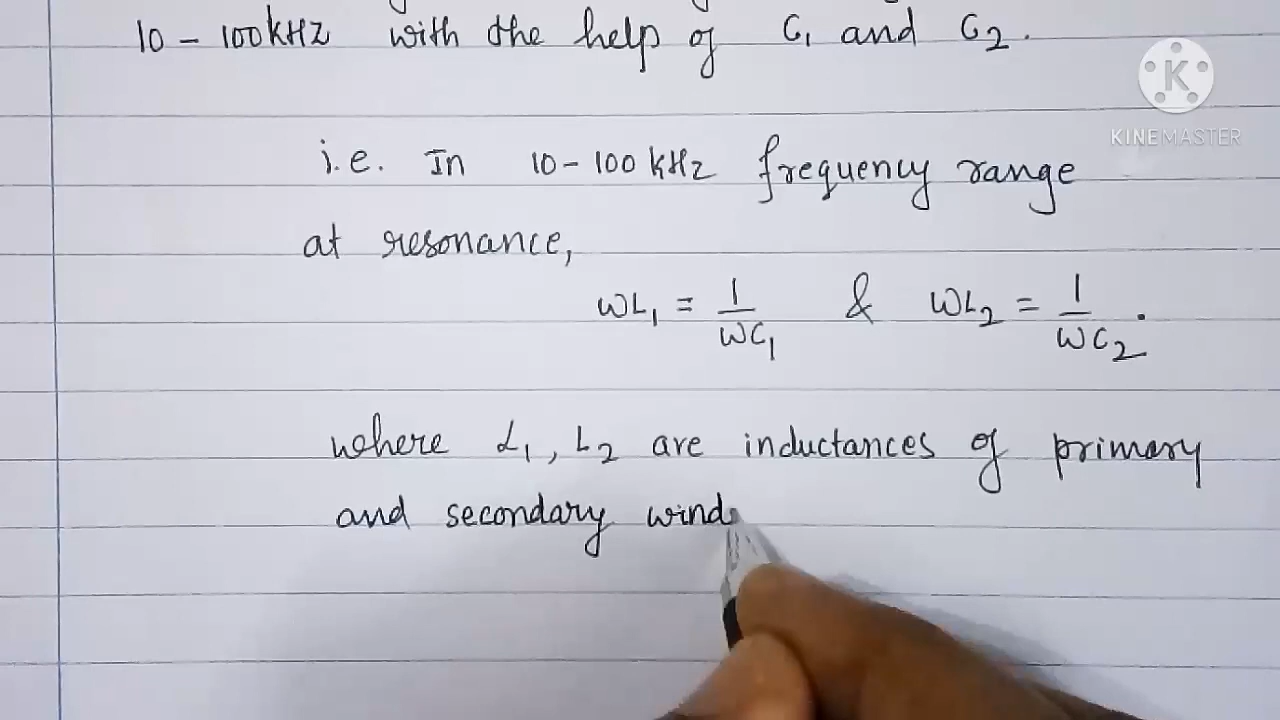 10 - 100kHz with the help of C₁ and C₂.
K
KINEMASTER
i.e. In 10-100 kHz frequency range
at resonance,
ωL₁ = 1/ωC₁ & ωL₂ = 1/ωC₂.
where L₁, L₂ are inductances of primary
and secondary wind